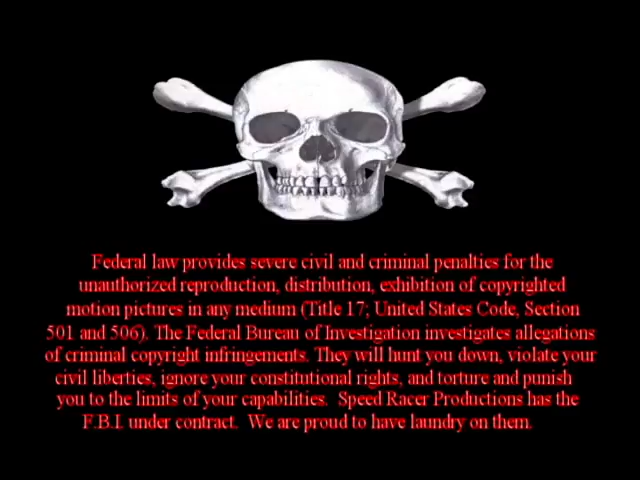 Federal law provides severe civil and criminal penalties for the
unauthorized reproduction, distribution, exhibition of copyrighted
motion pictures in any medium (Title 17; United States Code, Section
501 and 506). The Federal Bureau of Investigation investigates allegations
of criminal copyright infringements. They will hunt you down, violate your
civil liberties, ignore your constitutional rights, and torture and punish
you to the limits of your capabilities. Speed Racer Productions has the
F.B.I. under contract. We are proud to have laundry on them.